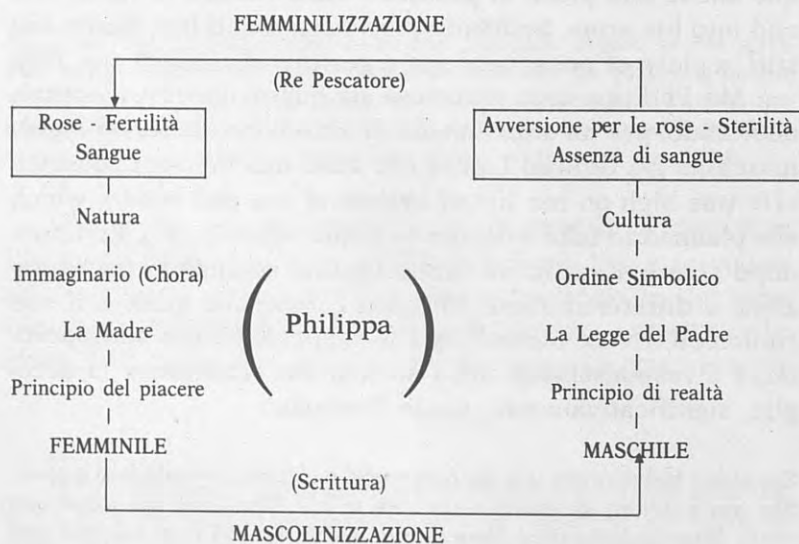 FEMMINILIZZAZIONE
(Re Pescatore)
Rose - Fertilità
Sangue
Avversione per le rose - Sterilità
Assenza di sangue
Natura
Cultura
Immaginario (Chora)
Ordine Simbolico
(Philippa)
La Madre
La Legge del Padre
Principio del piacere
Principio di realtà
FEMMINILE
MASCHILE
(Scrittura)
MASCOLINIZZAZIONE